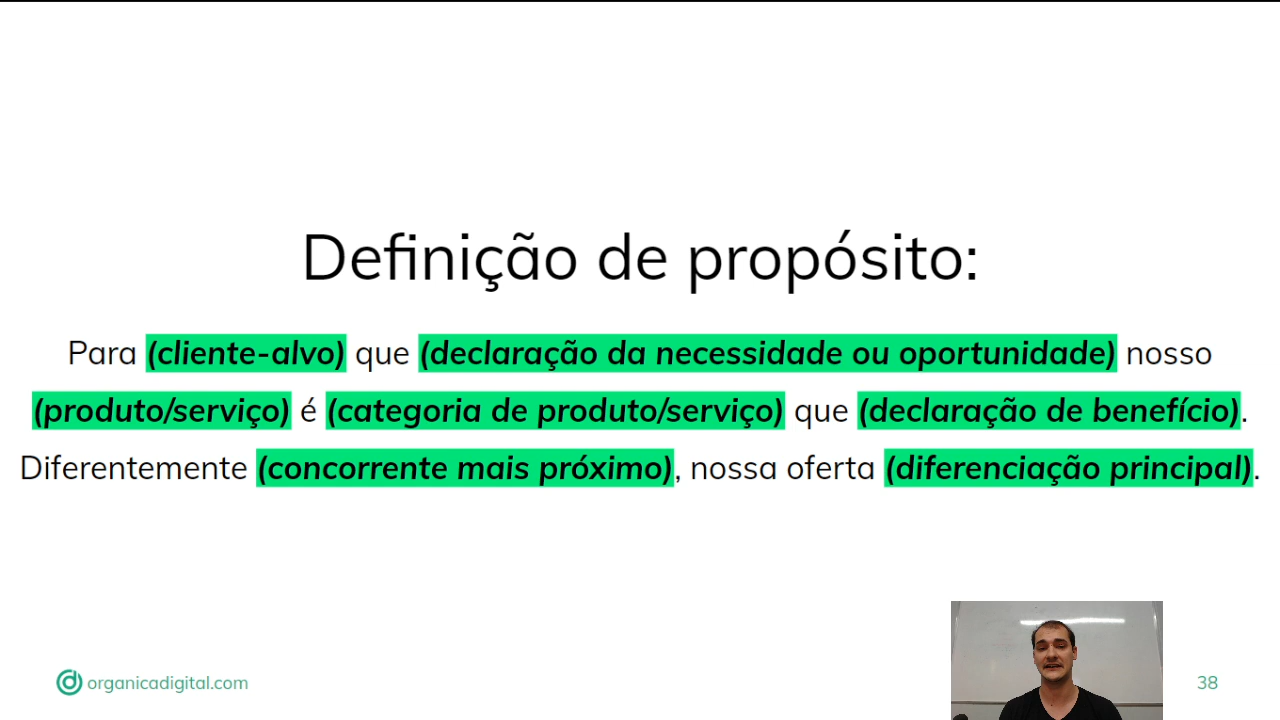 Definição de propósito:
Para (cliente-alvo) que (declaração da necessidade ou oportunidade) nosso
(produto/serviço) é (categoria de produto/serviço) que (declaração de benefício).
Diferentemente (concorrente mais próximo), nossa oferta (diferenciação principal).
organicadigital.com
38